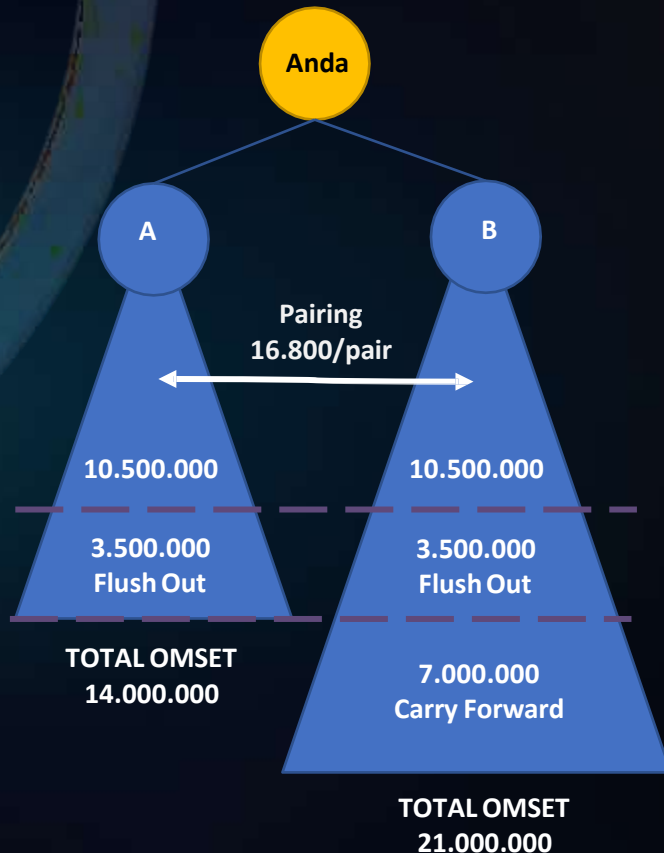 Anda
A
B
Pairing
16.800/pair
10.500.000
10.500.000
3.500.000
Flush Out
3.500.000
Flush Out
TOTAL OMSET
14.000.000
7.000.000
Carry Forward
TOTAL OMSET
21.000.000